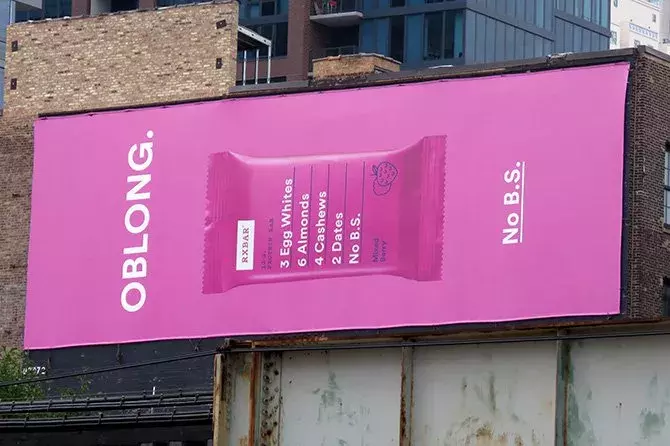 OBLONG.
RXBAR
12G PROTEIN BAR
3 Egg Whites
6 Almonds
4 Cashews
2 Dates
No B.S.
Mixed
Berry
No B.S.